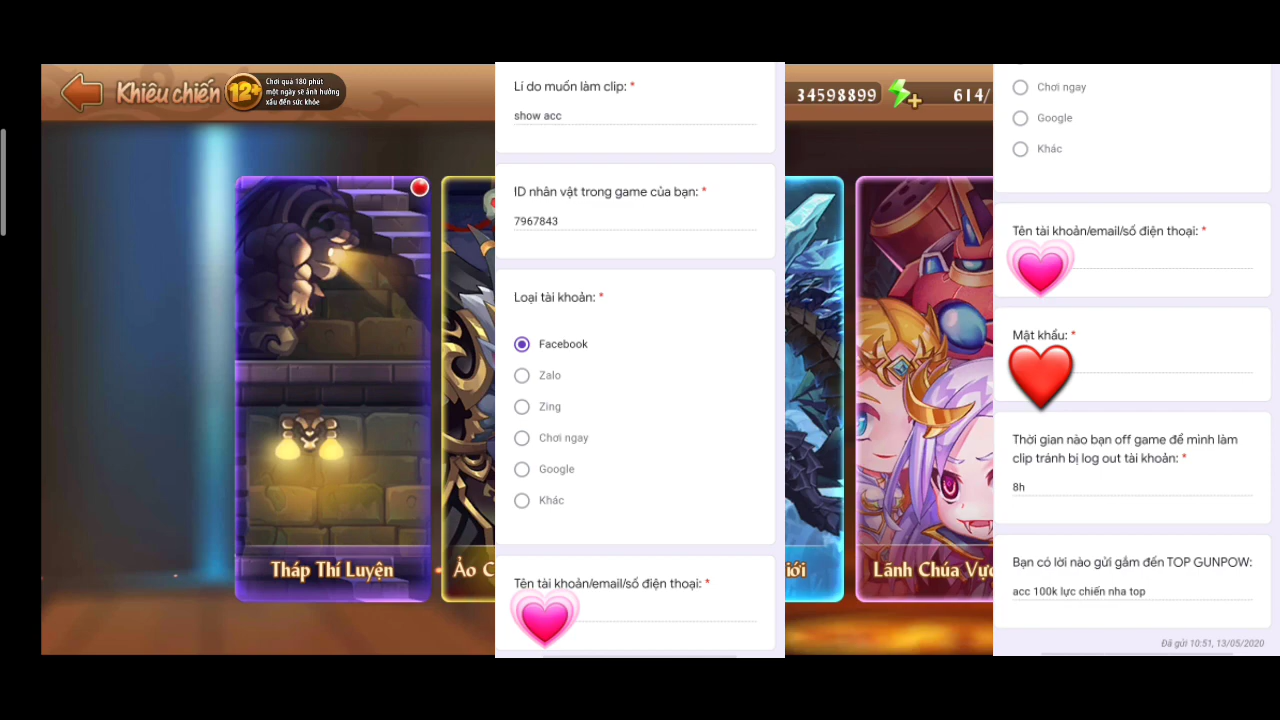 Khiêu chiến
12+
Chơi quá 180 phút
một ngày sẽ ảnh hưởng
xấu đến sức khỏe
34598899
614/
Tháp Thí Luyện
Ảo C
iới
Lãnh Chúa Vực
Lí do muốn làm clip: *
show acc
ID nhân vật trong game của bạn: *
7967843
Loại tài khoản: *
Facebook
Zalo
Zing
Chơi ngay
Google
Khác
Tên tài khoản/email/số điện thoại: *
Chơi ngay
Google
Khác
Tên tài khoản/email/số điện thoại: *
Mật khẩu: *
Thời gian nào bạn off game để mình làm
clip tránh bị log out tài khoản: *
8h
Bạn có lời nào gửi gắm đến TOP GUNPOW:
acc 100k lực chiến nha top
Đã gửi 10:51, 13/05/2020